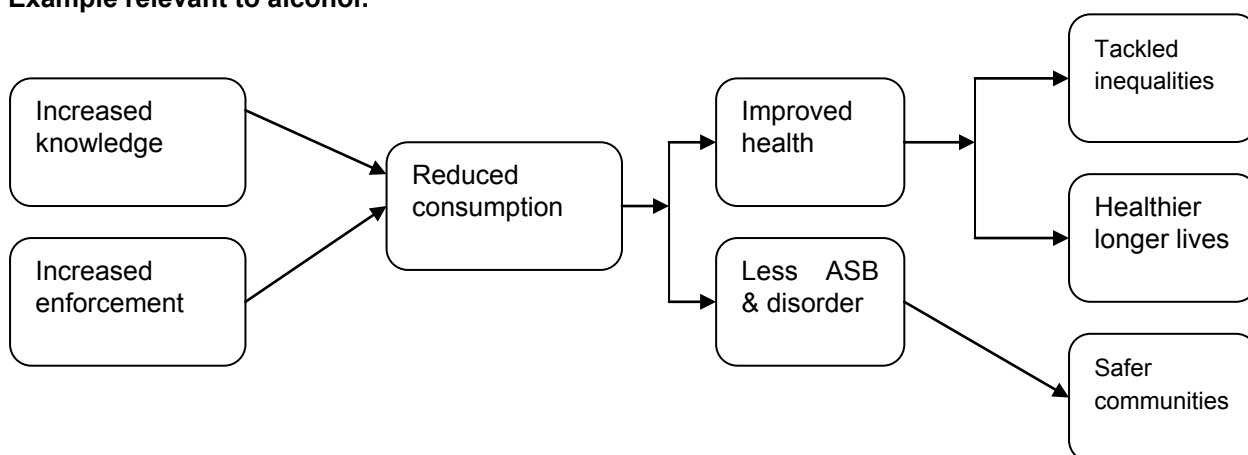 Example relevant to alcohol.
Increased
knowledge
Increased
enforcement
Reduced
consumption
Improved
health
Less ASB
& disorder
Tackled
inequalities
Healthier
longer lives
Safer
communities